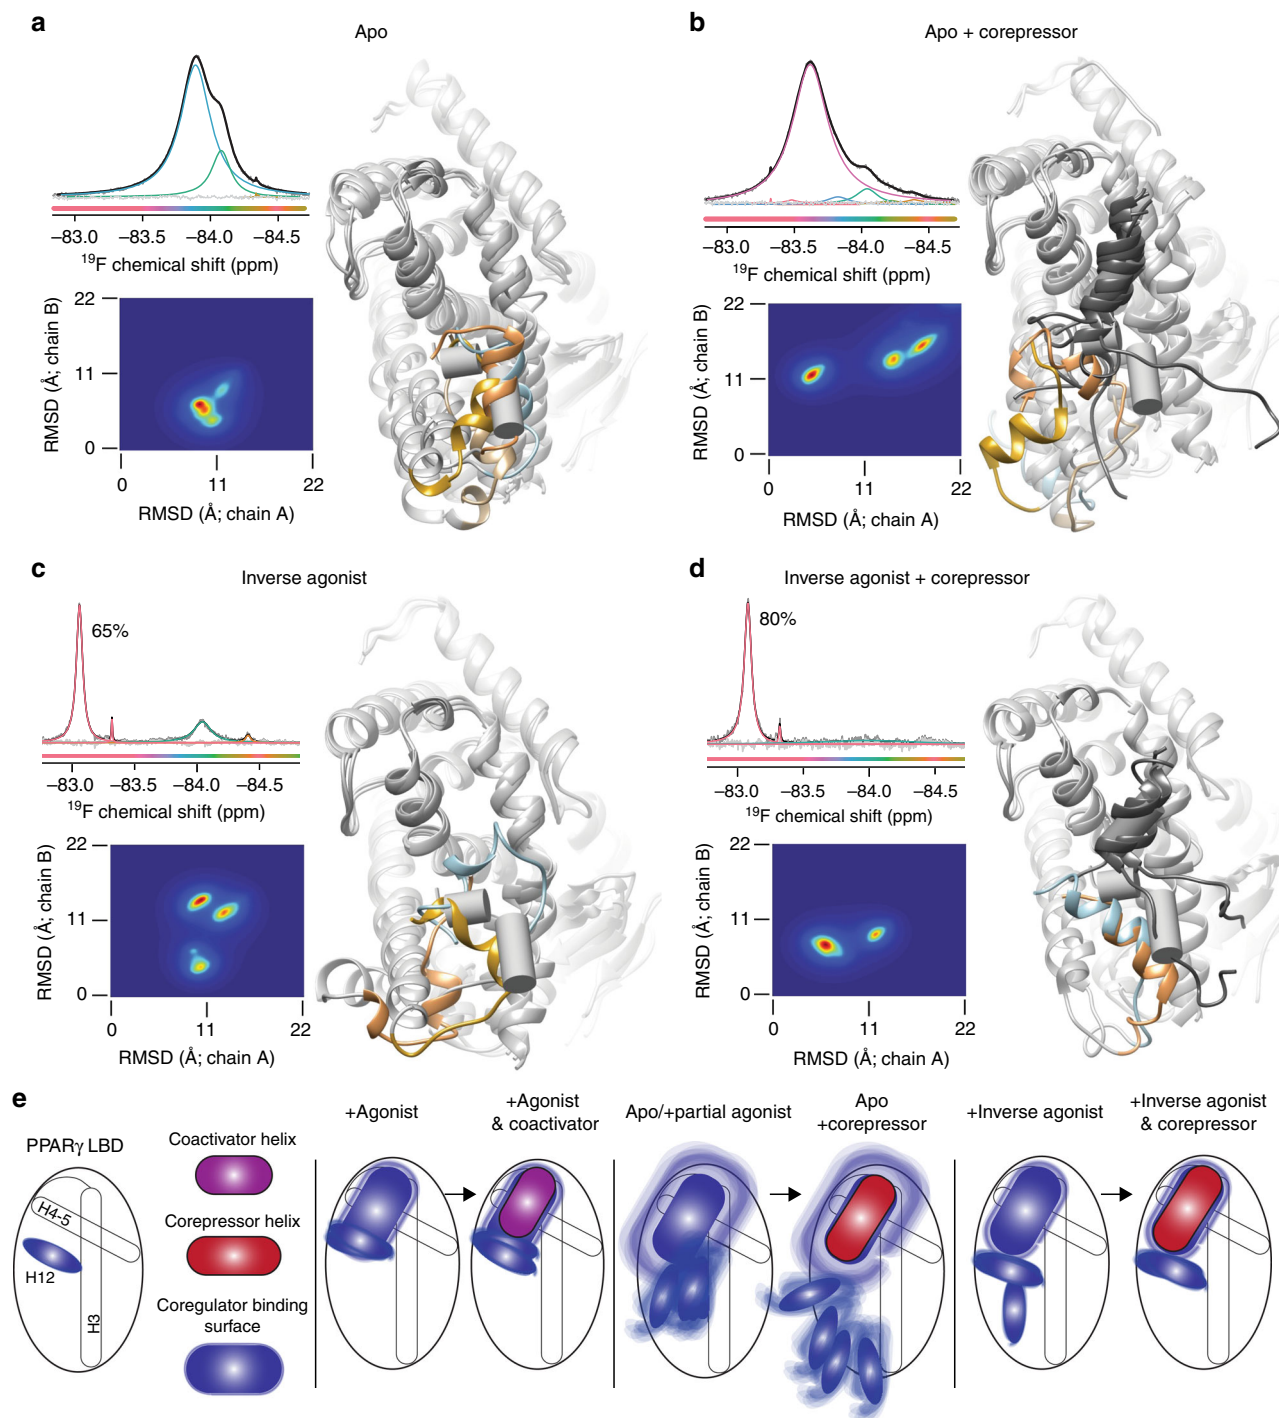 a
Apo
−83.0 −83.5 −84.0 −84.5
19F chemical shift (ppm)
RMSD (Å; chain B)
22
11
0
0 11 22
RMSD (Å; chain A)
b
Apo + corepressor
−83.0 −83.5 −84.0 −84.5
19F chemical shift (ppm)
RMSD (Å; chain B)
22
11
0
0 11 22
RMSD (Å; chain A)
c
Inverse agonist
65%
−83.0 −83.5 −84.0 −84.5
19F chemical shift (ppm)
RMSD (Å; chain B)
22
11
0
0 11 22
RMSD (Å; chain A)
d
Inverse agonist + corepressor
80%
−83.0 −83.5 −84.0 −84.5
19F chemical shift (ppm)
RMSD (Å; chain B)
22
11
0
0 11 22
RMSD (Å; chain A)
e
PPARγ LBD
H4-5
H12
H3
Coactivator helix
Corepressor helix
Coregulator binding
surface
+Agonist
+Agonist
& coactivator
Apo/+partial agonist
Apo
+corepressor
+Inverse agonist
+Inverse agonist
& corepressor